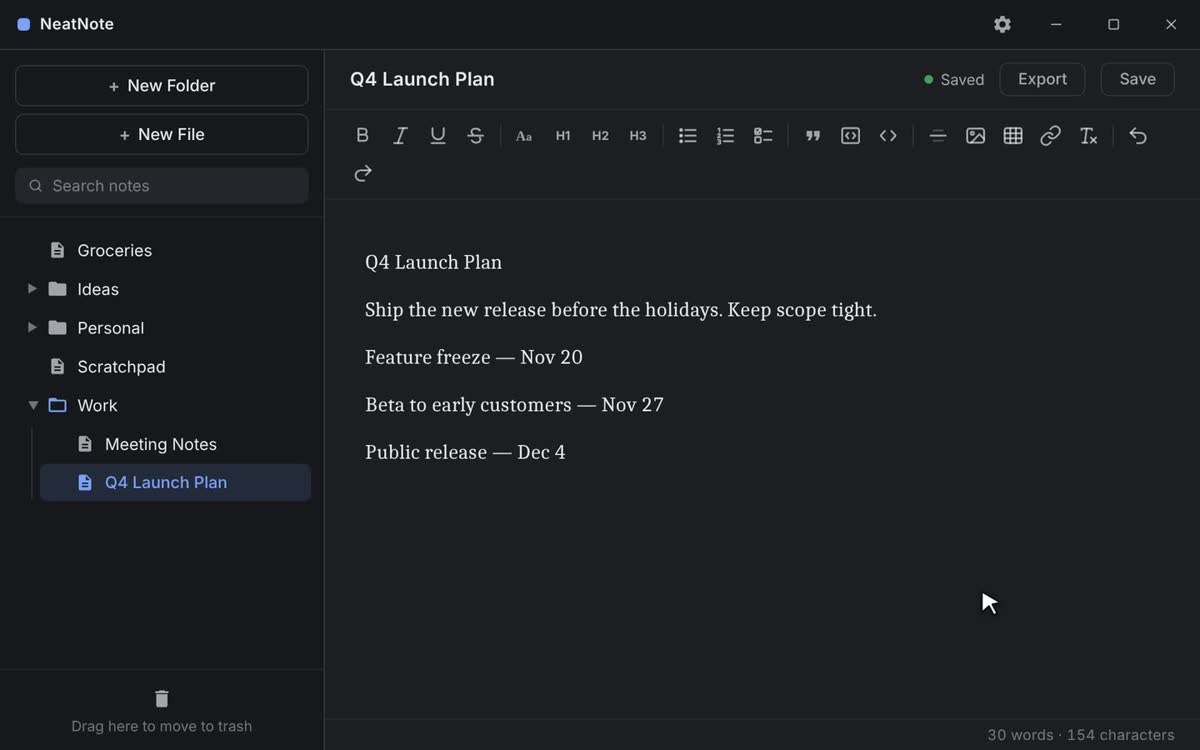 NeatNote
+ New Folder
+ New File
Search notes
Groceries
Ideas
Personal
Scratchpad
Work
Meeting Notes
Q4 Launch Plan
Drag here to move to trash
Q4 Launch Plan
Saved
Export
Save
B I U S Aa H1 H2 H3
Q4 Launch Plan
Ship the new release before the holidays. Keep scope tight.
Feature freeze — Nov 20
Beta to early customers — Nov 27
Public release — Dec 4
30 words · 154 characters